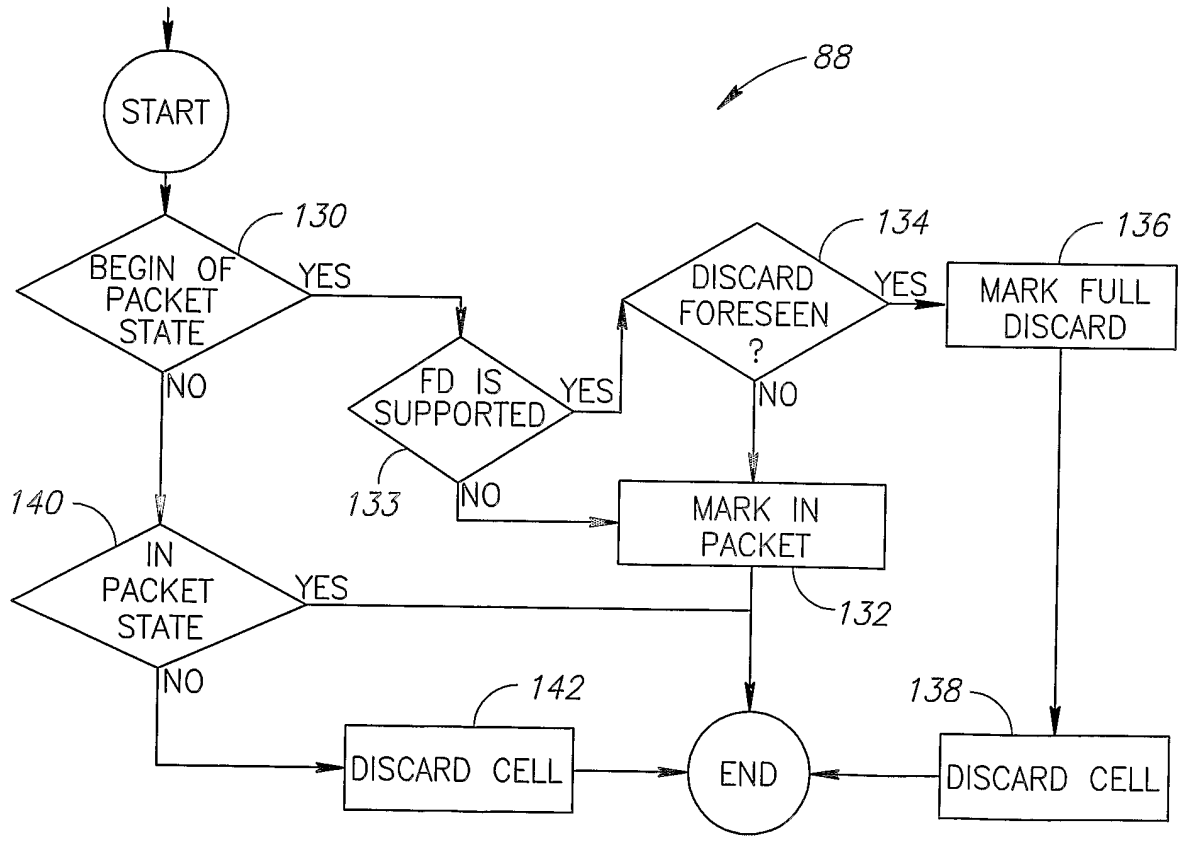 88
START
130
BEGIN OF
PACKET
STATE
YES
NO
134
DISCARD
FORESEEN
?
YES
NO
136
MARK FULL
DISCARD
FD IS
SUPPORTED
YES
NO
133
MARK IN
PACKET
132
140
IN
PACKET
STATE
YES
NO
142
DISCARD CELL
END
138
DISCARD CELL